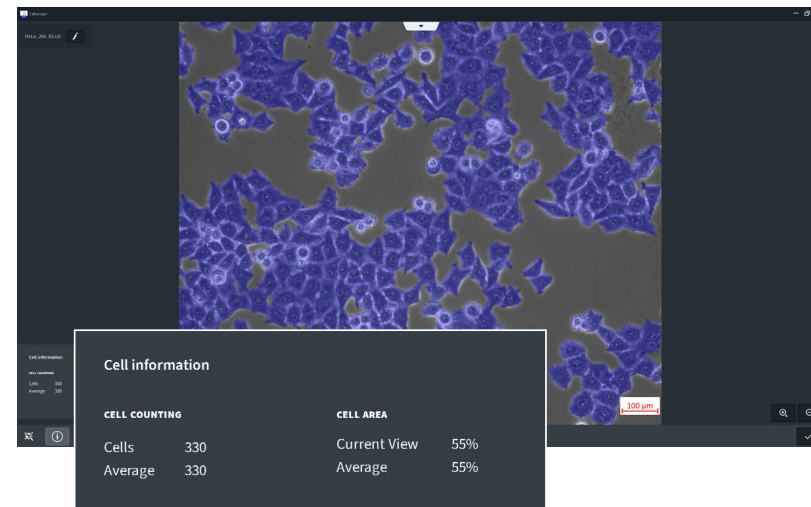 Labscope
HeLa_20x_02.czi
Cell information
CELL COUNTING
Cells 330
Average 330
100 µm
Cell information
CELL COUNTING CELL AREA
Cells 330 Current View 55%
Average 330 Average 55%